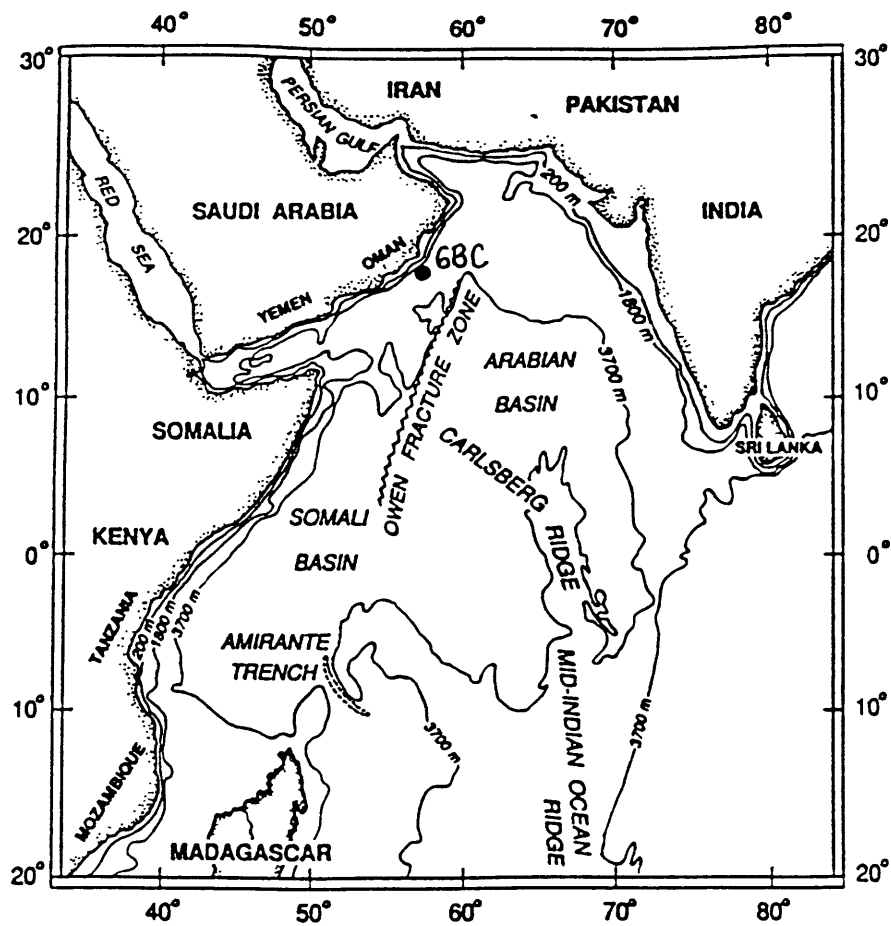 40° 50° 60° 70° 80°
30° 30°
IRAN
PAKISTAN
PERSIAN GULF
RED SEA
SAUDI ARABIA
INDIA
200 m
20° 20°
OMAN
68C
YEMEN
1800 m
3700 m
ARABIAN
BASIN
10° 10°
OWEN FRACTURE ZONE
SOMALIA
SRI LANKA
CARLSBERG RIDGE
SOMALI
BASIN
KENYA
0° 0°
TANZANIA
200 m
1800 m
3700 m
AMIRANTE
TRENCH
MID-INDIAN OCEAN
RIDGE
10° 10°
3700 m
3700 m
MOZAMBIQUE
MADAGASCAR
20° 20°
40° 50° 60° 70° 80°